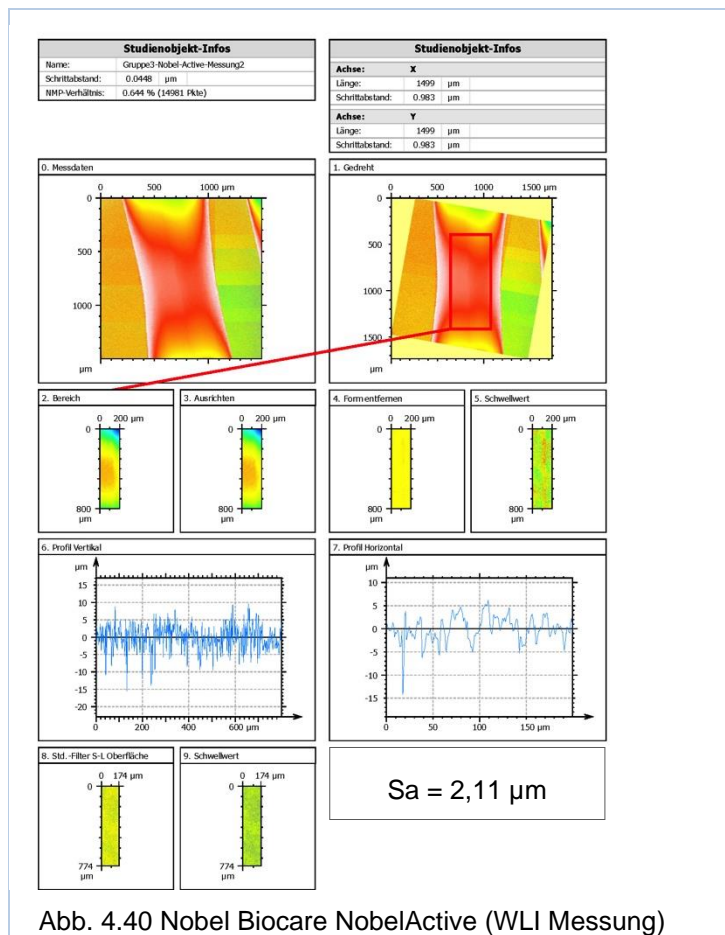 Studienobjekt-Infos
Name: Gruppe3-Nobel-Active-Messung2
Schrittabstand: 0.0448 µm
NMP-Verhältnis: 0.644 % (14981 Pkte)
Studienobjekt-Infos
Achse: X
Länge: 1499 µm
Schrittabstand: 0.983 µm
Achse: Y
Länge: 1499 µm
Schrittabstand: 0.983 µm
0. Messdaten
0 500 1000 µm
0
500
1000
µm
1. Gedreht
0 500 1000 1500 µm
0
500
1000
1500
µm
2. Bereich
0 200 µm
0
800
µm
3. Ausrichten
0 200 µm
0
800
µm
4. Form entfernen
0 200 µm
0
800
µm
5. Schwellwert
0 200 µm
0
800
µm
6. Profil Vertikal
µm
15
10
5
0
-5
-10
-15
-20
0 200 400 600 µm
7. Profil Horizontal
µm
10
5
0
-5
-10
-15
0 50 100 150 µm
8. Std.-Filter S-L Oberfläche
0 174 µm
0
774
µm
9. Schwellwert
0 174 µm
0
774
µm
Sa = 2,11 µm
Abb. 4.40 Nobel Biocare NobelActive (WLI Messung)